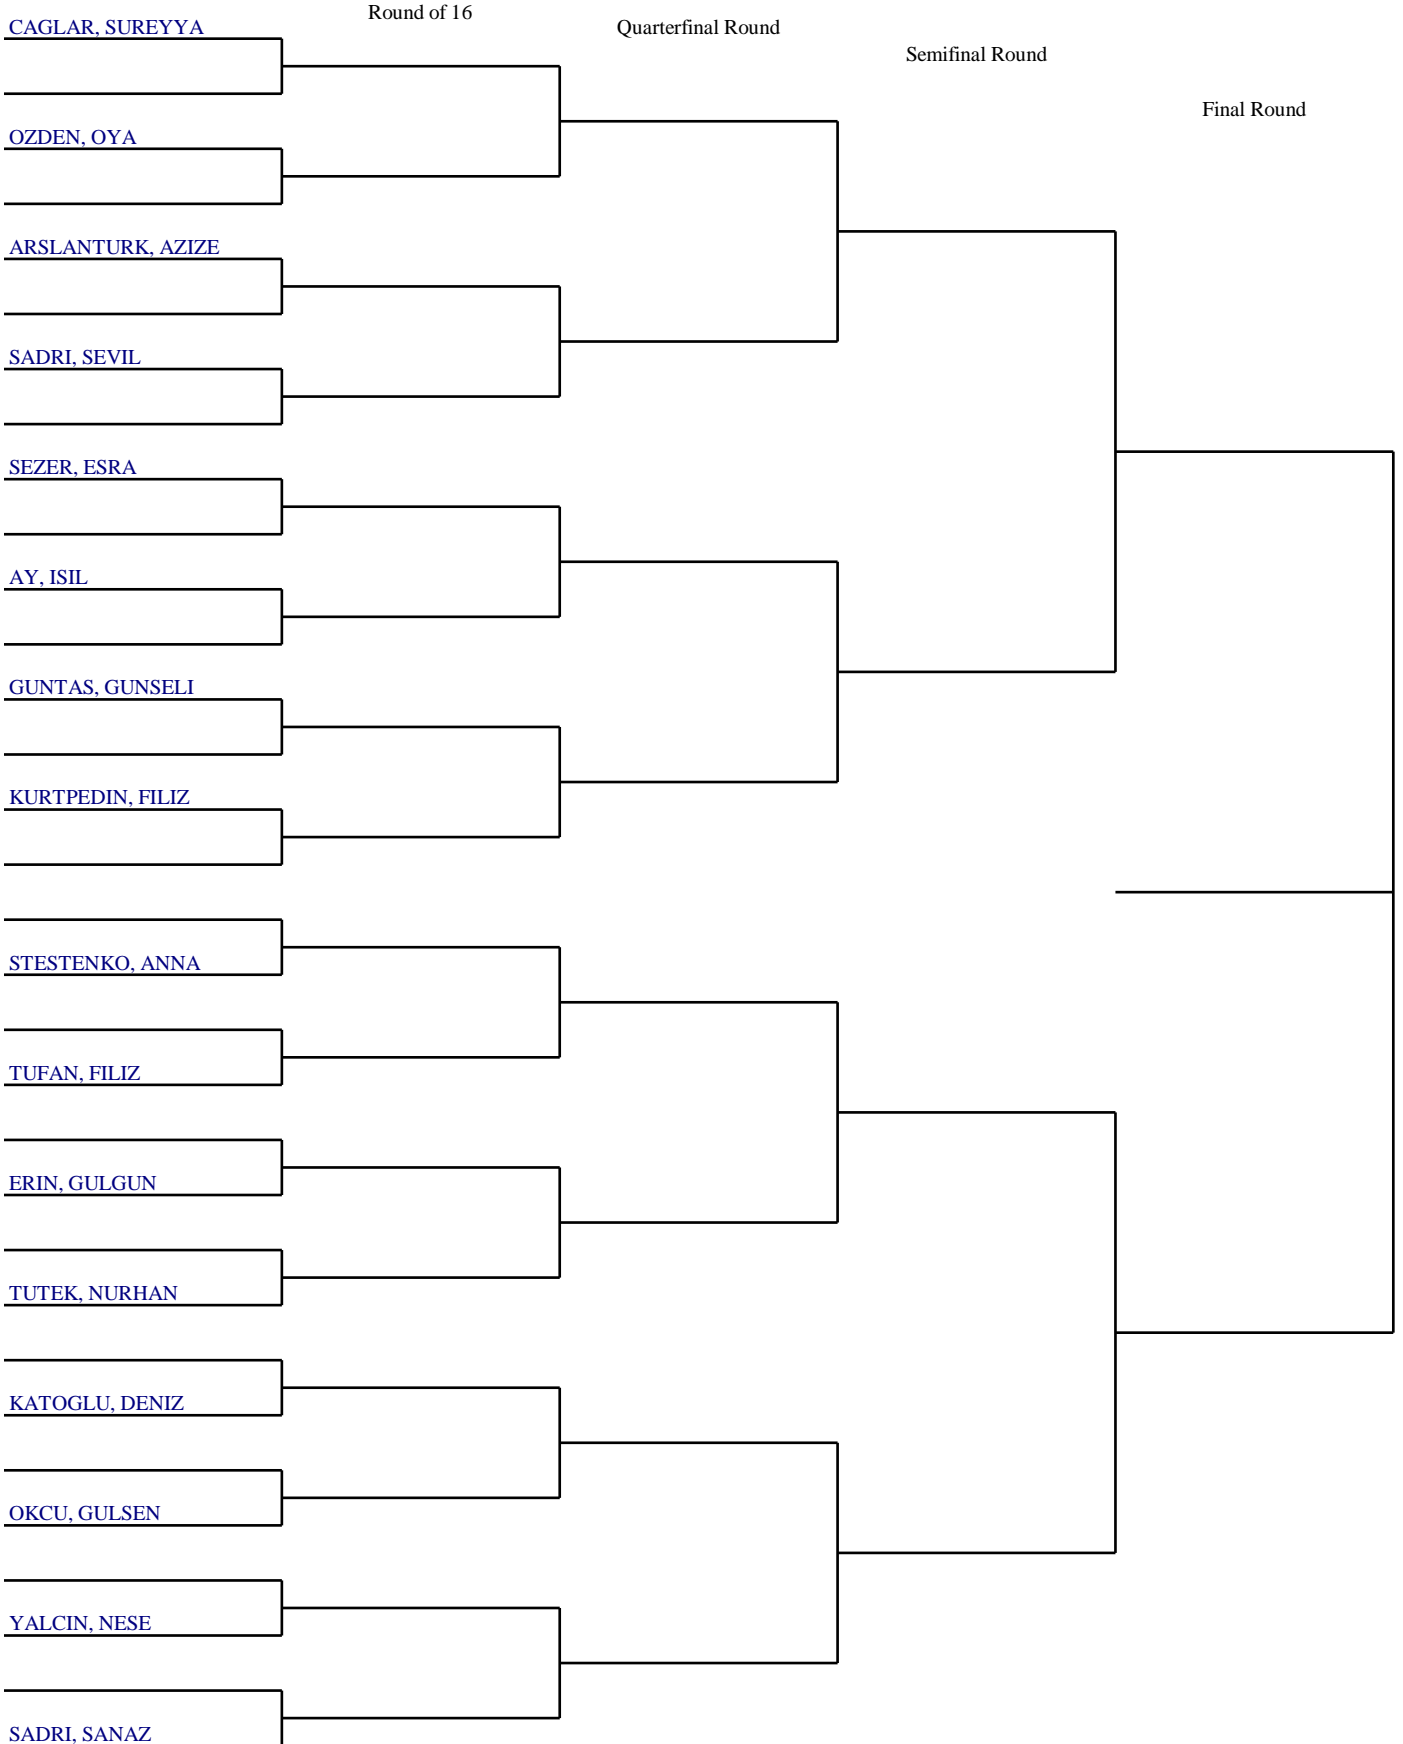 Round of 16
CAGLAR, SUREYYA
Quarterfinal Round
Semifinal Round
Final Round
OZDEN, OYA
ARSLANTURK, AZIZE
SADRI, SEVIL
SEZER, ESRA
AY, ISIL
GUNTAS, GUNSELI
KURTPEDIN, FILIZ
STESTENKO, ANNA
TUFAN, FILIZ
ERIN, GULGUN
TUTEK, NURHAN
KATOGLU, DENIZ
OKCU, GULSEN
YALCIN, NESE
SADRI, SANAZ